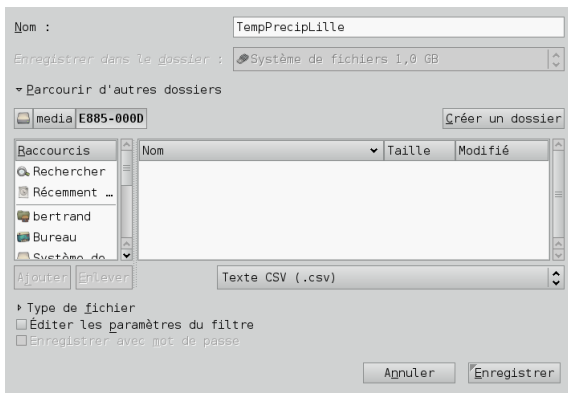 Nom :
TempPrecipLille
Enregistrer dans le dossier :
Système de fichiers 1,0 GB
Parcourir d'autres dossiers
media E885-000D
Créer un dossier
Raccourcis
Nom
Taille
Modifié
Rechercher
Récemment ...
bertrand
Bureau
Système de
Ajouter
Enlever
Texte CSV (.csv)
Type de fichier
Éditer les paramètres du filtre
Enregistrer avec mot de passe
Annuler
Enregistrer